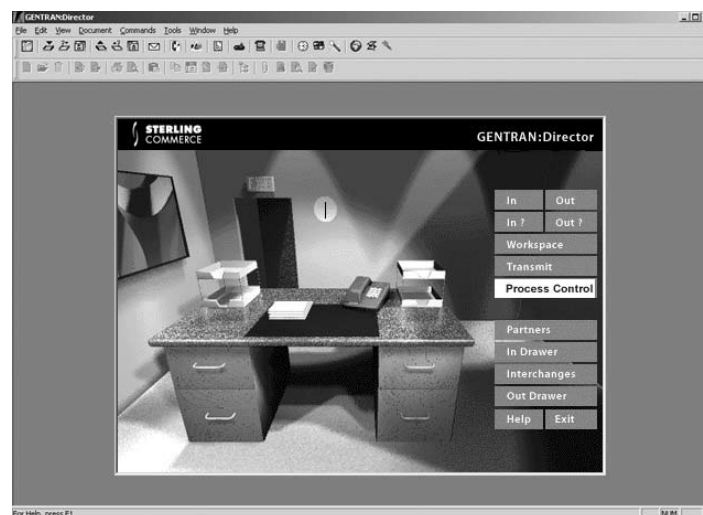 GENTRAN:Director
File Edit View Document Commands Tools Window Help
STERLING
COMMERCE
GENTRAN:Director
In Out
In ? Out ?
Workspace
Transmit
Process Control
Partners
In Drawer
Interchanges
Out Drawer
Help Exit
For Help, press F1
NUM